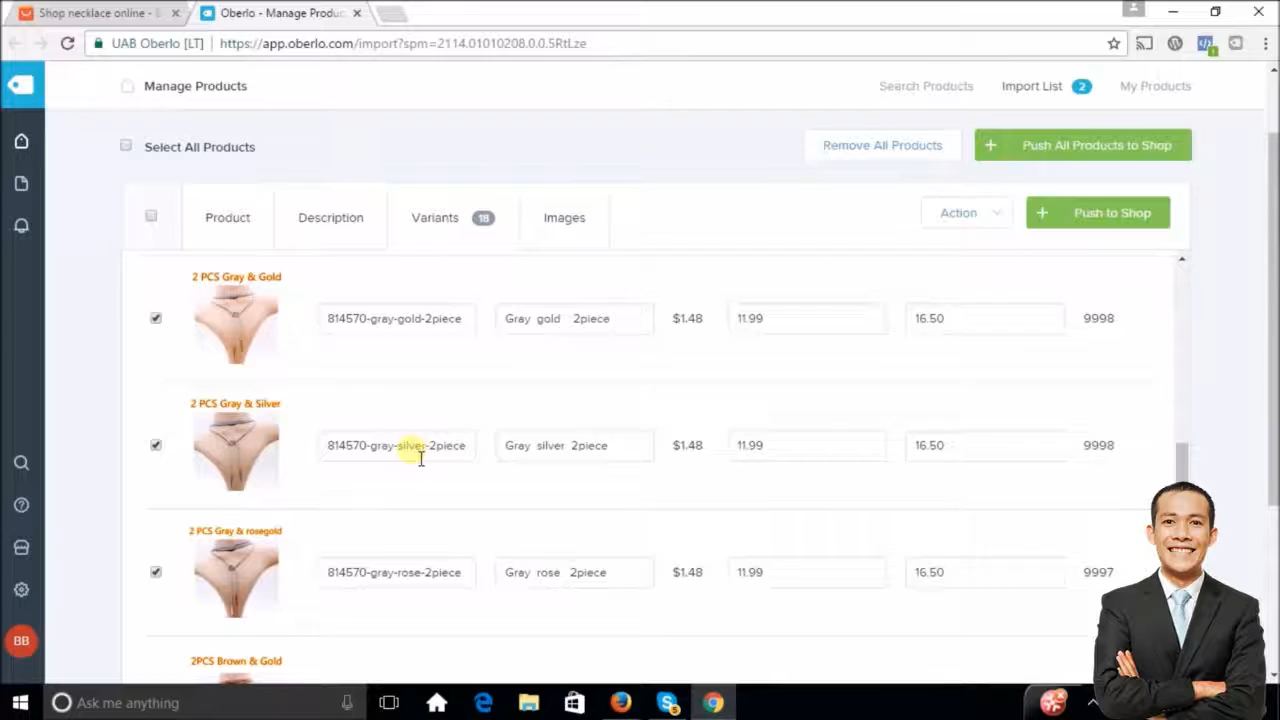 Shop necklace online -
Oberlo - Manage Produc
UAB Oberlo [LT]
https://app.oberlo.com/import?spm=2114.01010208.0.0.5RtLze
Manage Products
Search Products
Import List 2
My Products
Select All Products
Remove All Products
+ Push All Products to Shop
Product
Description
Variants 18
Images
Action
+ Push to Shop
2 PCS Gray & Gold
814570-gray-gold-2piece
Gray gold 2piece
$1.48
11.99
16.50
9998
2 PCS Gray & Silver
814570-gray-silver-2piece
Gray silver 2piece
$1.48
11.99
16.50
9998
2 PCS Gray & rosegold
814570-gray-rose-2piece
Gray rose 2piece
$1.48
11.99
16.50
9997
2PCS Brown & Gold
BB
Ask me anything